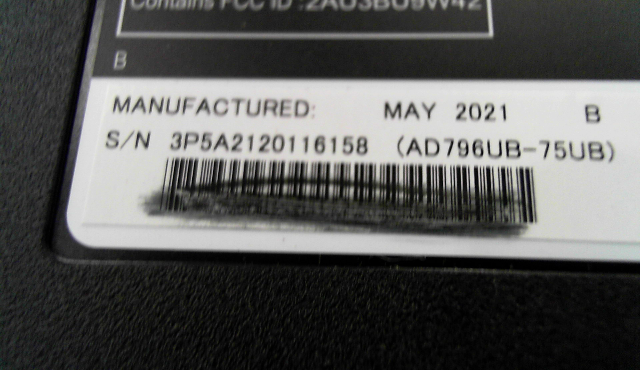 Contains FCC ID : 2AU3BU9W42
B
MANUFACTURED: MAY 2021 B
S/N 3P5A2120116158 (AD796UB-75UB)